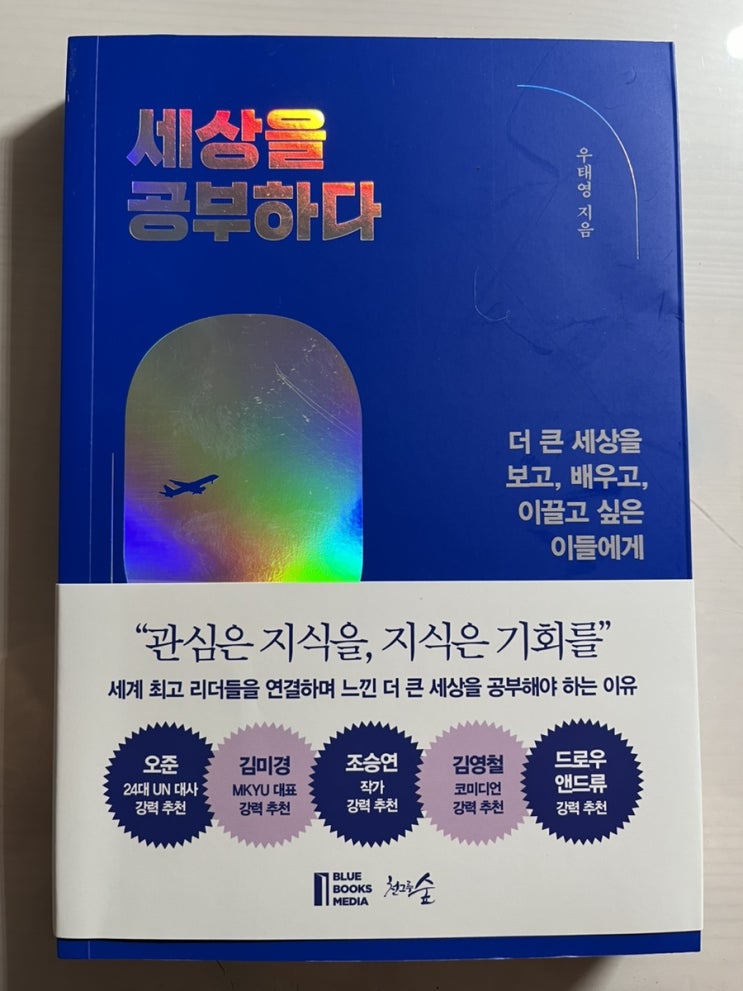 세상을
공부하다
우태영 지음
더 큰 세상을
보고, 배우고,
이끌고 싶은
이들에게
“관심은 지식을, 지식은 기회를”
세계 최고 리더들을 연결하며 느낀 더 큰 세상을 공부해야 하는 이유
오준
24대 UN 대사
강력 추천
김미경
MKYU 대표
강력 추천
조승연
작가
강력 추천
김영철
코미디언
강력 추천
드로우
앤드류
강력 추천
BLUE
BOOKS
MEDIA
천그루숲